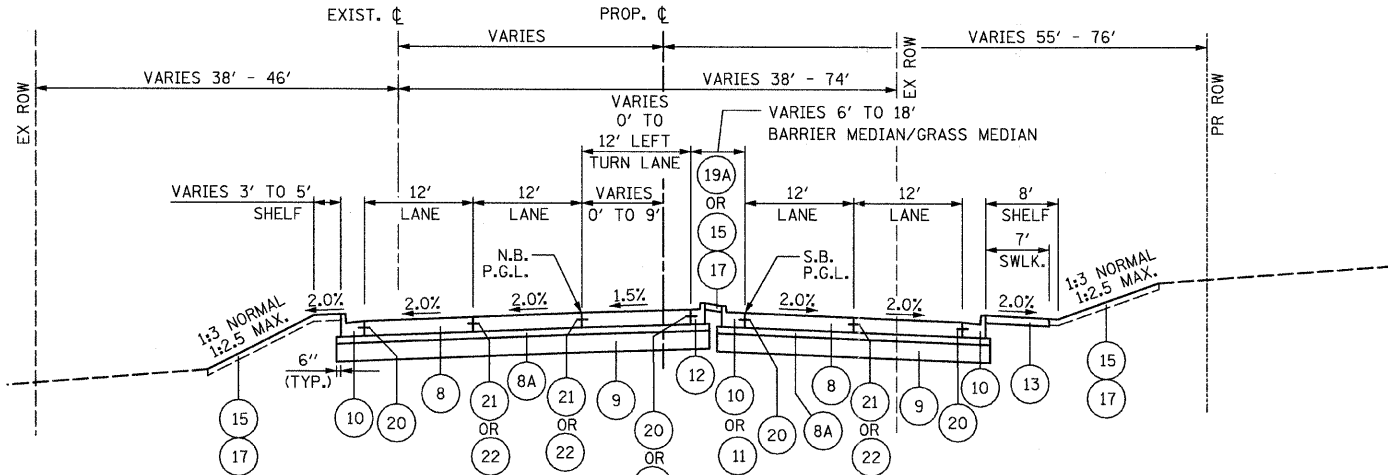 EXIST. ℄
PROP. ℄
VARIES
VARIES 55' - 76'
VARIES 38' - 46'
VARIES 38' - 74'
EX ROW
EX ROW
PR ROW
VARIES
0' TO
12' LEFT
TURN LANE
VARIES 6' TO 18'
BARRIER MEDIAN/GRASS MEDIAN
VARIES 3' TO 5'
SHELF
12'
LANE
12'
LANE
VARIES
0' TO 9'
19A
OR
15
17
12'
LANE
12'
LANE
8'
SHELF
7'
SWLK.
N.B.
P.G.L.
S.B.
P.G.L.
1:3 NORMAL
1:2.5 MAX.
2.0%
2.0%
2.0%
1.5%
2.0%
2.0%
2.0%
1:3 NORMAL
1:2.5 MAX.
6''
(TYP.)
15
17
10
20
8
21
OR
22
8A
21
OR
22
9
20
OR
12
10
OR
11
20
8A
8
21
OR
22
9
20
10
13
15
17